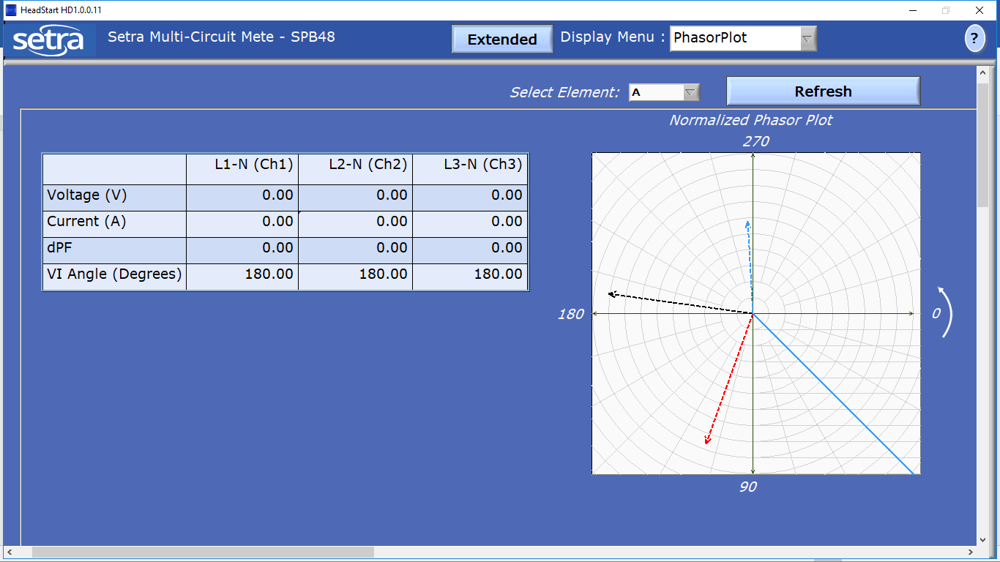 HeadStart HD1.0.0.11
setra Setra Multi-Circuit Mete - SPB48 Extended Display Menu : PhasorPlot ?
Select Element: A Refresh
Normalized Phasor Plot
270
L1-N (Ch1) L2-N (Ch2) L3-N (Ch3)
Voltage (V) 0.00 0.00 0.00
Current (A) 0.00 0.00 0.00
dPF 0.00 0.00 0.00
VI Angle (Degrees) 180.00 180.00 180.00
180 0
90